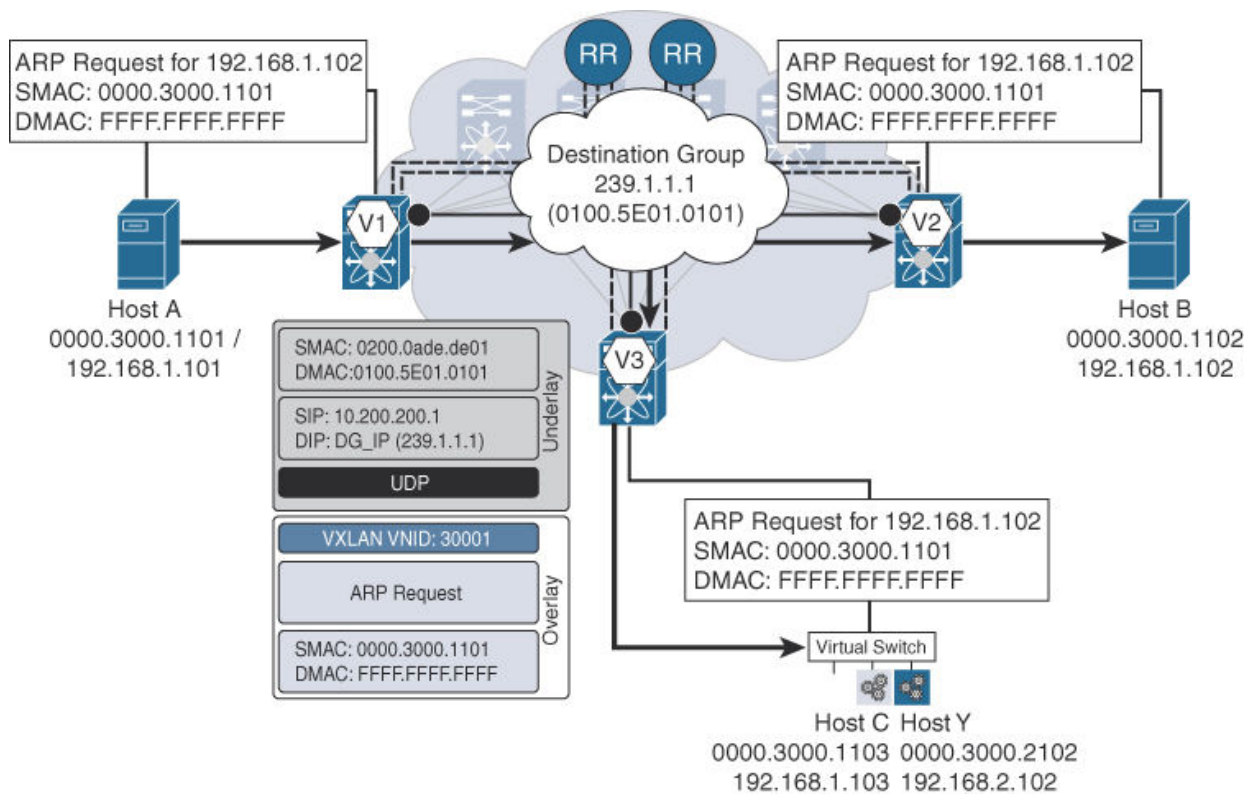 RR
RR
ARP Request for 192.168.1.102
SMAC: 0000.3000.1101
DMAC: FFFF.FFFF.FFFF
ARP Request for 192.168.1.102
SMAC: 0000.3000.1101
DMAC: FFFF.FFFF.FFFF
Destination Group
239.1.1.1
(0100.5E01.0101)
V1
V2
V3
Host A
0000.3000.1101 /
192.168.1.101
Host B
0000.3000.1102
192.168.1.102
SMAC: 0200.0ade.de01
DMAC:0100.5E01.0101
SIP: 10.200.200.1
DIP: DG_IP (239.1.1.1)
UDP
Underlay
VXLAN VNID: 30001
ARP Request
SMAC: 0000.3000.1101
DMAC: FFFF.FFFF.FFFF
Overlay
ARP Request for 192.168.1.102
SMAC: 0000.3000.1101
DMAC: FFFF.FFFF.FFFF
Virtual Switch
Host C
0000.3000.1103
192.168.1.103
Host Y
0000.3000.2102
192.168.2.102